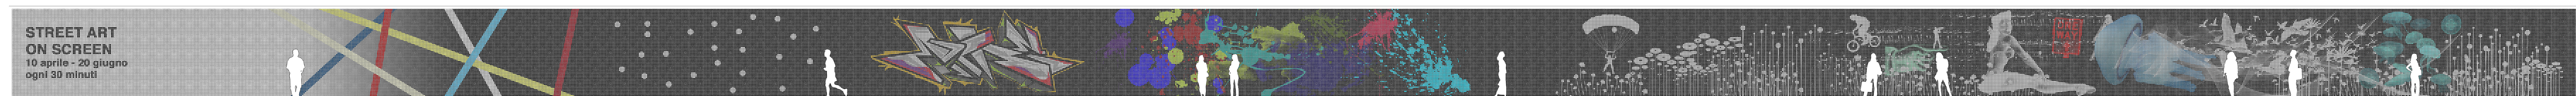 STREET ART
ON SCREEN
10 aprile - 20 giugno
ogni 30 minuti